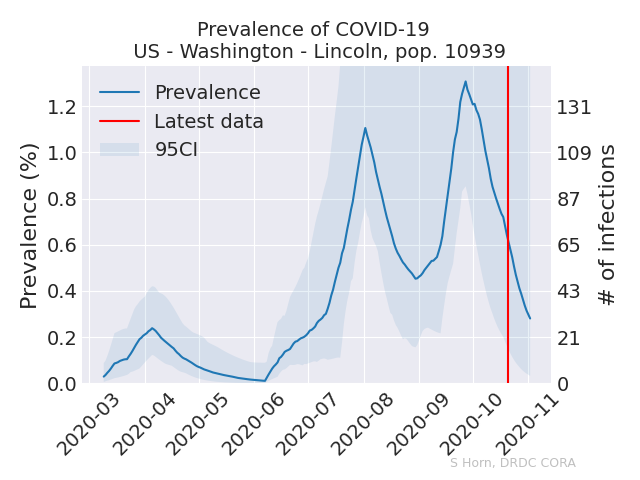 Prevalence of COVID-19
US - Washington - Lincoln, pop. 10939
Prevalence
Latest data
95CI
Prevalence (%)
1.2
1.0
0.8
0.6
0.4
0.2
0.0
131
109
87
65
43
21
0
# of infections
2020-03
2020-04
2020-05
2020-06
2020-07
2020-08
2020-09
2020-10
2020-11
S Horn, DRDC CORA